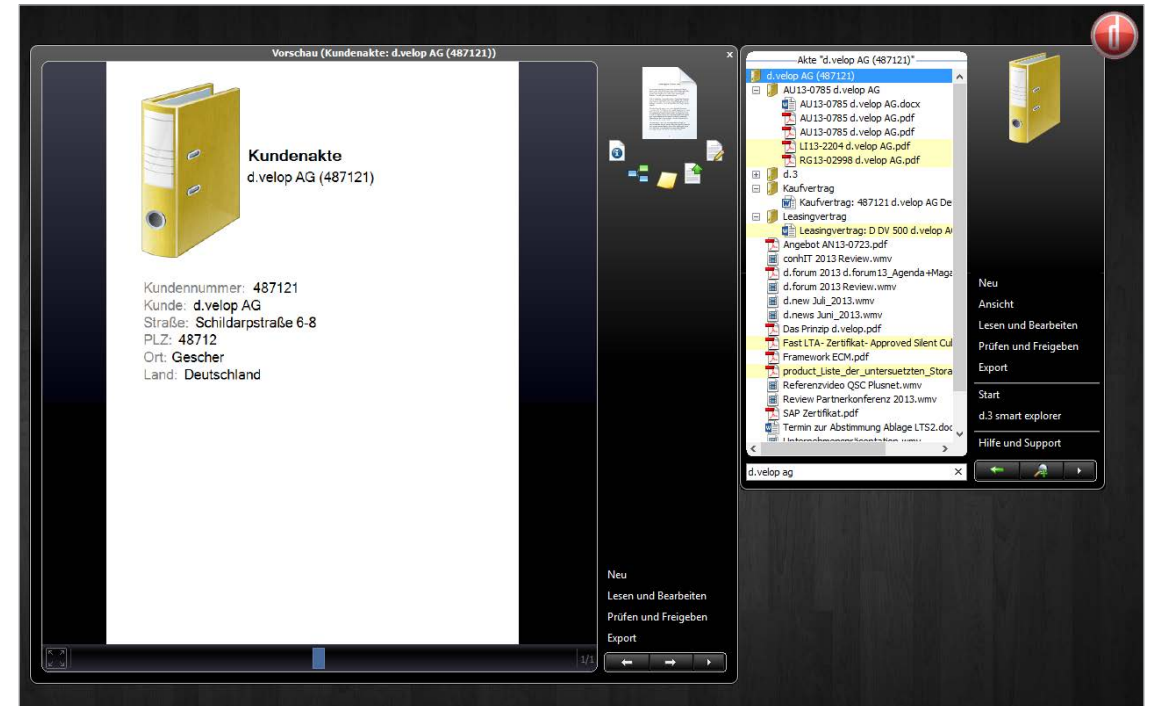 Vorschau (Kundenakte: d.velop AG (487121))
x
Kundenakte
d.velop AG (487121)
Kundennummer: 487121
Kunde: d.velop AG
Straße: Schildarpstraße 6-8
PLZ: 48712
Ort: Gescher
Land: Deutschland
1/1
Neu
Lesen und Bearbeiten
Prüfen und Freigeben
Export
Akte "d.velop AG (487121)"
d.velop AG (487121)
AU13-0785 d.velop AG
AU13-0785 d.velop AG.docx
AU13-0785 d.velop AG.pdf
AU13-0785 d.velop AG.pdf
LI13-2204 d.velop AG.pdf
RG13-02998 d.velop AG.pdf
d.3
Kaufvertrag
Kaufvertrag: 487121 d.velop AG De
Leasingvertrag
Leasingvertrag: D DV 500 d.velop A
Angebot AN13-0723.pdf
conhIT 2013 Review.wmv
d.forum 2013 d.forum13_Agenda+Maga
d.forum 2013 Review.wmv
d.new Juli_2013.wmv
d.news Juni_2013.wmv
Das Prinzip d.velop.pdf
Fast LTA- Zertifikat- Approved Silent Cul
Framework ECM.pdf
product_Liste_der_untersuetzten_Stora
Referenzvideo QSC Plusnet.wmv
Review Partnerkonferenz 2013.wmv
SAP Zertifikat.pdf
Termin zur Abstimmung Ablage LTS2.doc
d.velop ag
d
Neu
Ansicht
Lesen und Bearbeiten
Prüfen und Freigeben
Export
Start
d.3 smart explorer
Hilfe und Support